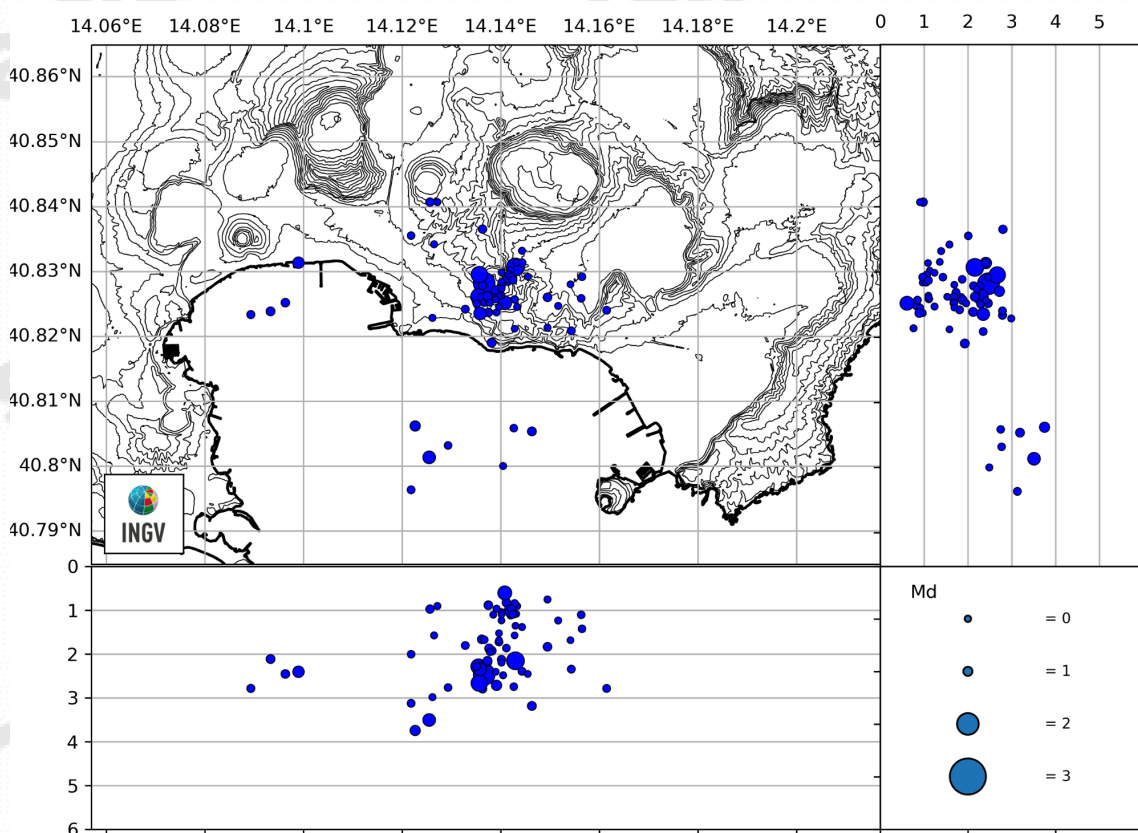 14.06°E 14.08°E 14.1°E 14.12°E 14.14°E 14.16°E 14.18°E 14.2°E 0 1 2 3 4 5
40.86°N
40.85°N
40.84°N
40.83°N
40.82°N
40.81°N
40.8°N
40.79°N
INGV
0
1
2
3
4
5
6
Md
= 0
= 1
= 2
= 3